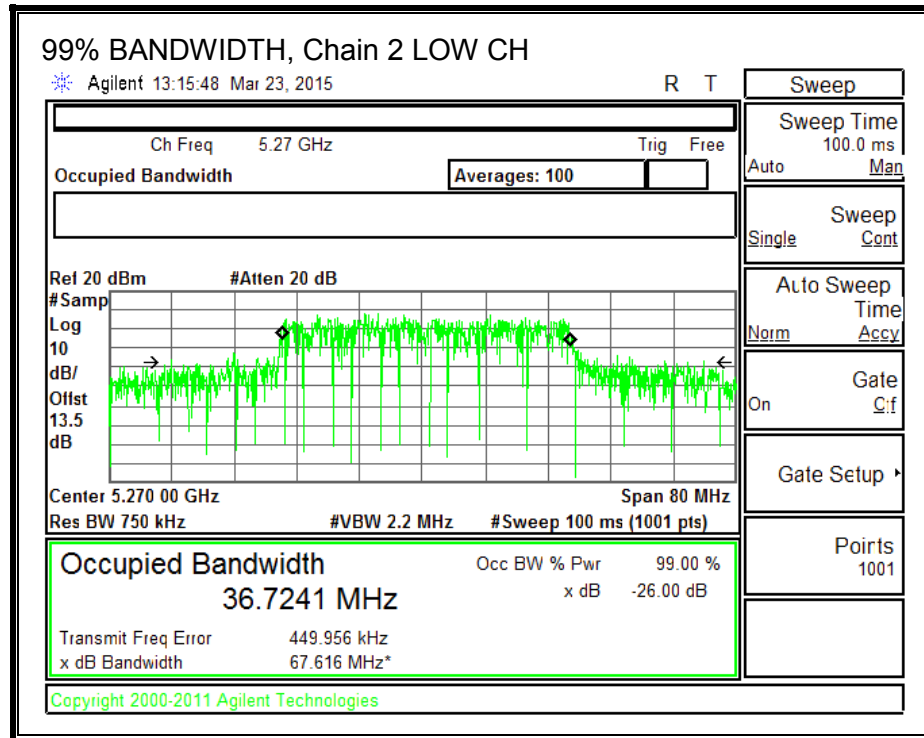 99% BANDWIDTH, Chain 2 LOW CH
Agilent 13:15:48 Mar 23, 2015 R T
Ch Freq 5.27 GHz Trig Free
Occupied Bandwidth Averages: 100
Ref 20 dBm #Atten 20 dB
#Samp
Log
10
dB/
Offst
13.5
dB
Center 5.270 00 GHz Span 80 MHz
Res BW 750 kHz #VBW 2.2 MHz #Sweep 100 ms (1001 pts)
Occupied Bandwidth Occ BW % Pwr 99.00 %
36.7241 MHz x dB -26.00 dB
Transmit Freq Error 449.956 kHz
x dB Bandwidth 67.616 MHz*
Copyright 2000-2011 Agilent Technologies
Sweep
Sweep Time
100.0 ms
Auto Man
Sweep
Single Cont
Auto Sweep
Time
Norm Accy
Gate
On Off
Gate Setup
Points
1001